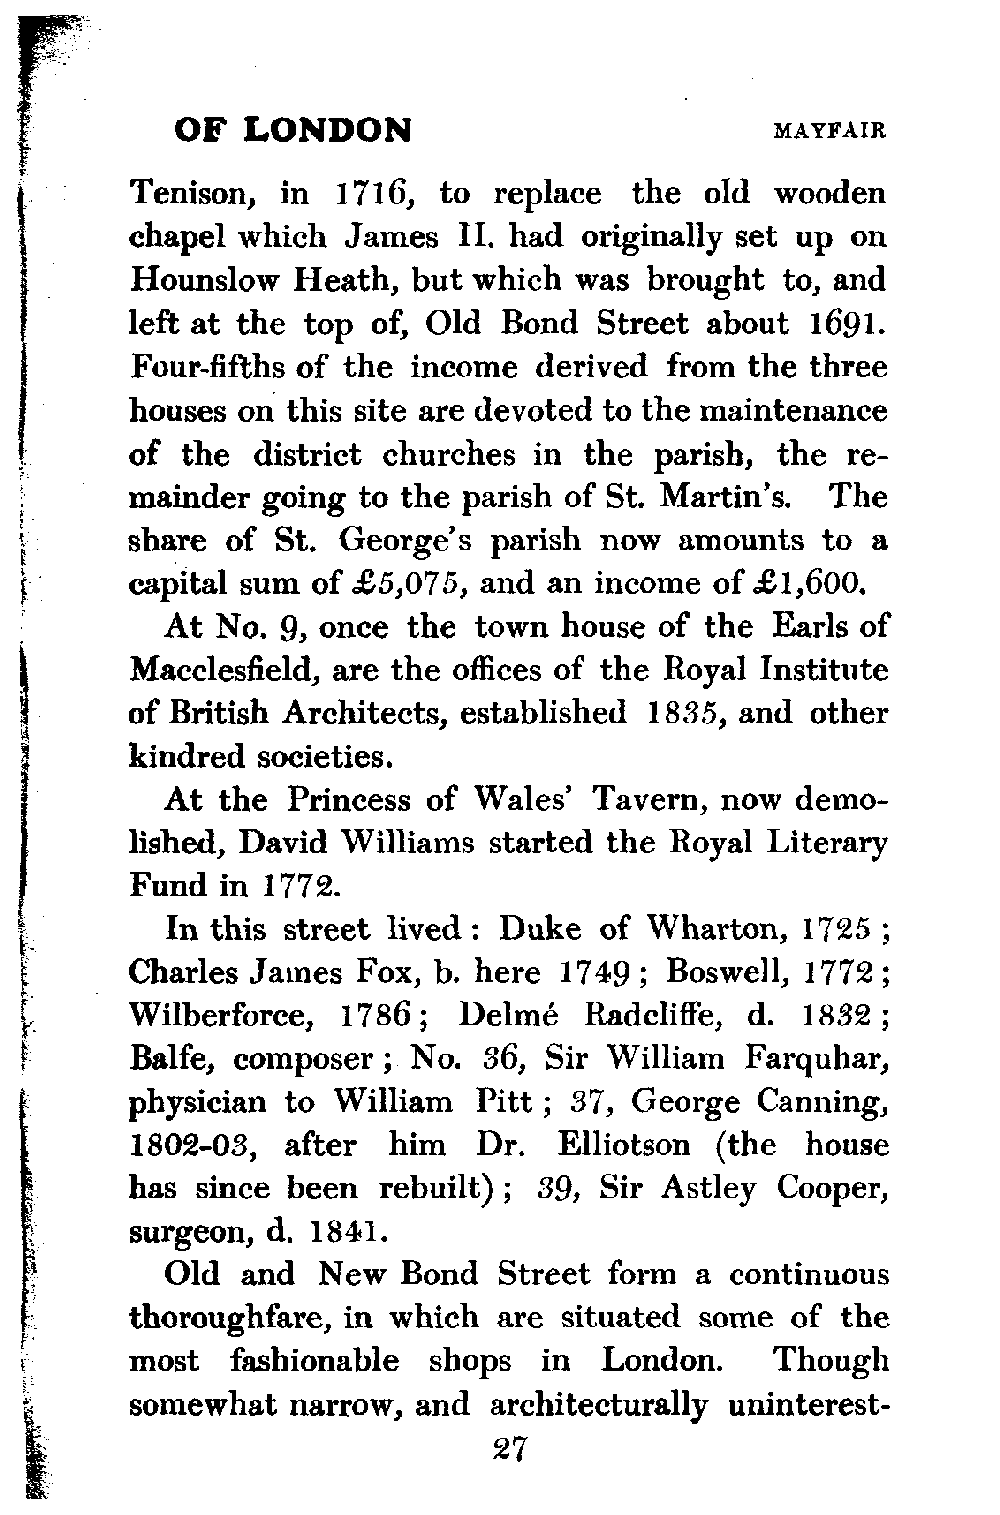 OF LONDON MAYFAIR
Tenison, in 1716, to replace the old wooden
chapel which James II. had originally set up on
Hounslow Heath, but which was brought to, and
left at the top of, Old Bond Street about 1691.
Four-fifths of the income derived from the three
houses on this site are devoted to the maintenance
of the district churches in the parish, the re-
mainder going to the parish of St. Martin's. The
share of St. George's parish now amounts to a
capital sum of £5,075, and an income of £1,600.
At No. 9, once the town house of the Earls of
Macclesfield, are the offices of the Royal Institute
of British Architects, established 1835, and other
kindred societies.
At the Princess of Wales' Tavern, now demo-
lished, David Williams started the Royal Literary
Fund in 1772.
In this street lived : Duke of Wharton, 1725 ;
Charles James Fox, b. here 1749 ; Boswell, 1772 ;
Wilberforce, 1786 ; Delmé Radcliffe, d. 1832 ;
Balfe, composer ; No. 36, Sir William Farquhar,
physician to William Pitt ; 37, George Canning,
1802-03, after him Dr. Elliotson (the house
has since been rebuilt) ; 39, Sir Astley Cooper,
surgeon, d. 1841.
Old and New Bond Street form a continuous
thoroughfare, in which are situated some of the
most fashionable shops in London. Though
somewhat narrow, and architecturally uninterest-
27